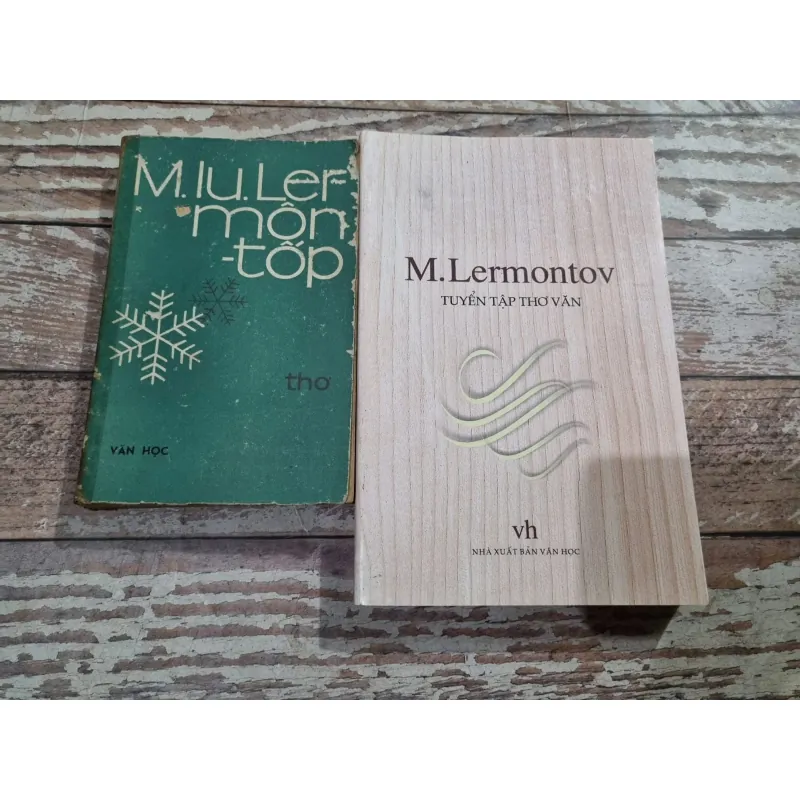 M.Iu.Ler-
môn
-tốp
thơ
VĂN HỌC
M.Lermontov
TUYỂN TẬP THƠ VĂN
vh
NHÀ XUẤT BẢN VĂN HỌC